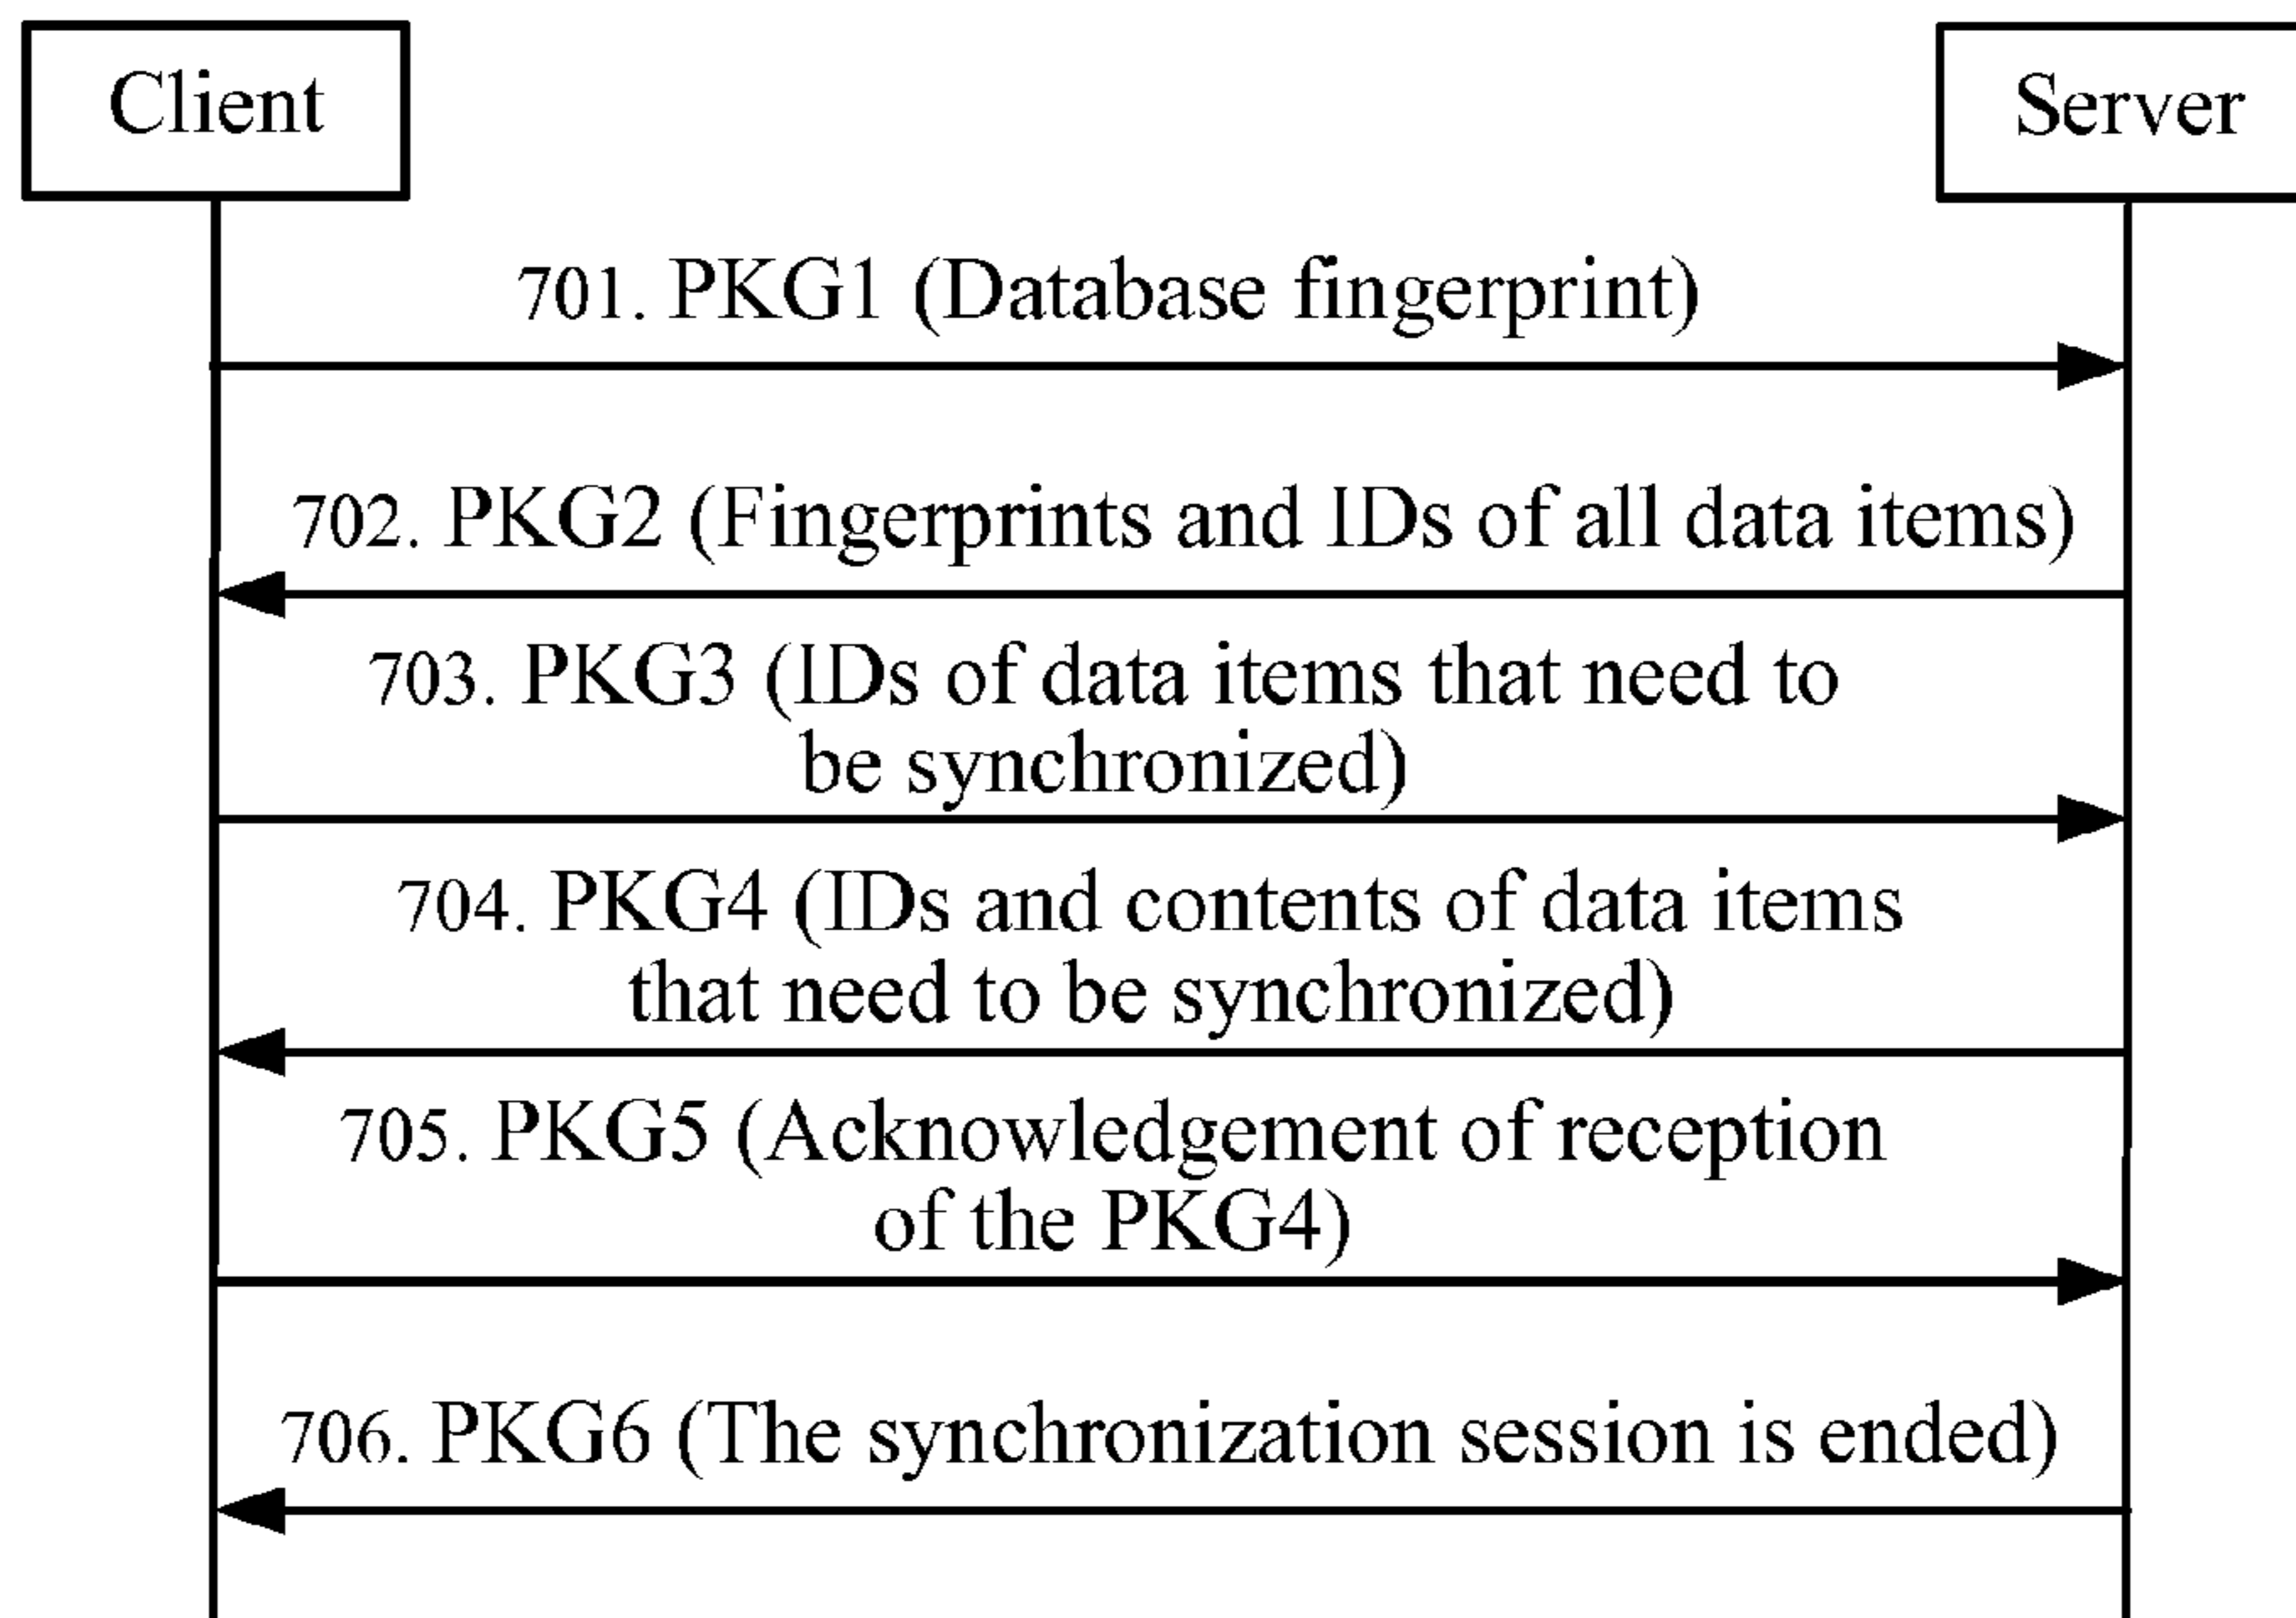 Client
Server
701. PKG1 (Database fingerprint)
702. PKG2 (Fingerprints and IDs of all data items)
703. PKG3 (IDs of data items that need to
be synchronized)
704. PKG4 (IDs and contents of data items
that need to be synchronized)
705. PKG5 (Acknowledgement of reception
of the PKG4)
706. PKG6 (The synchronization session is ended)